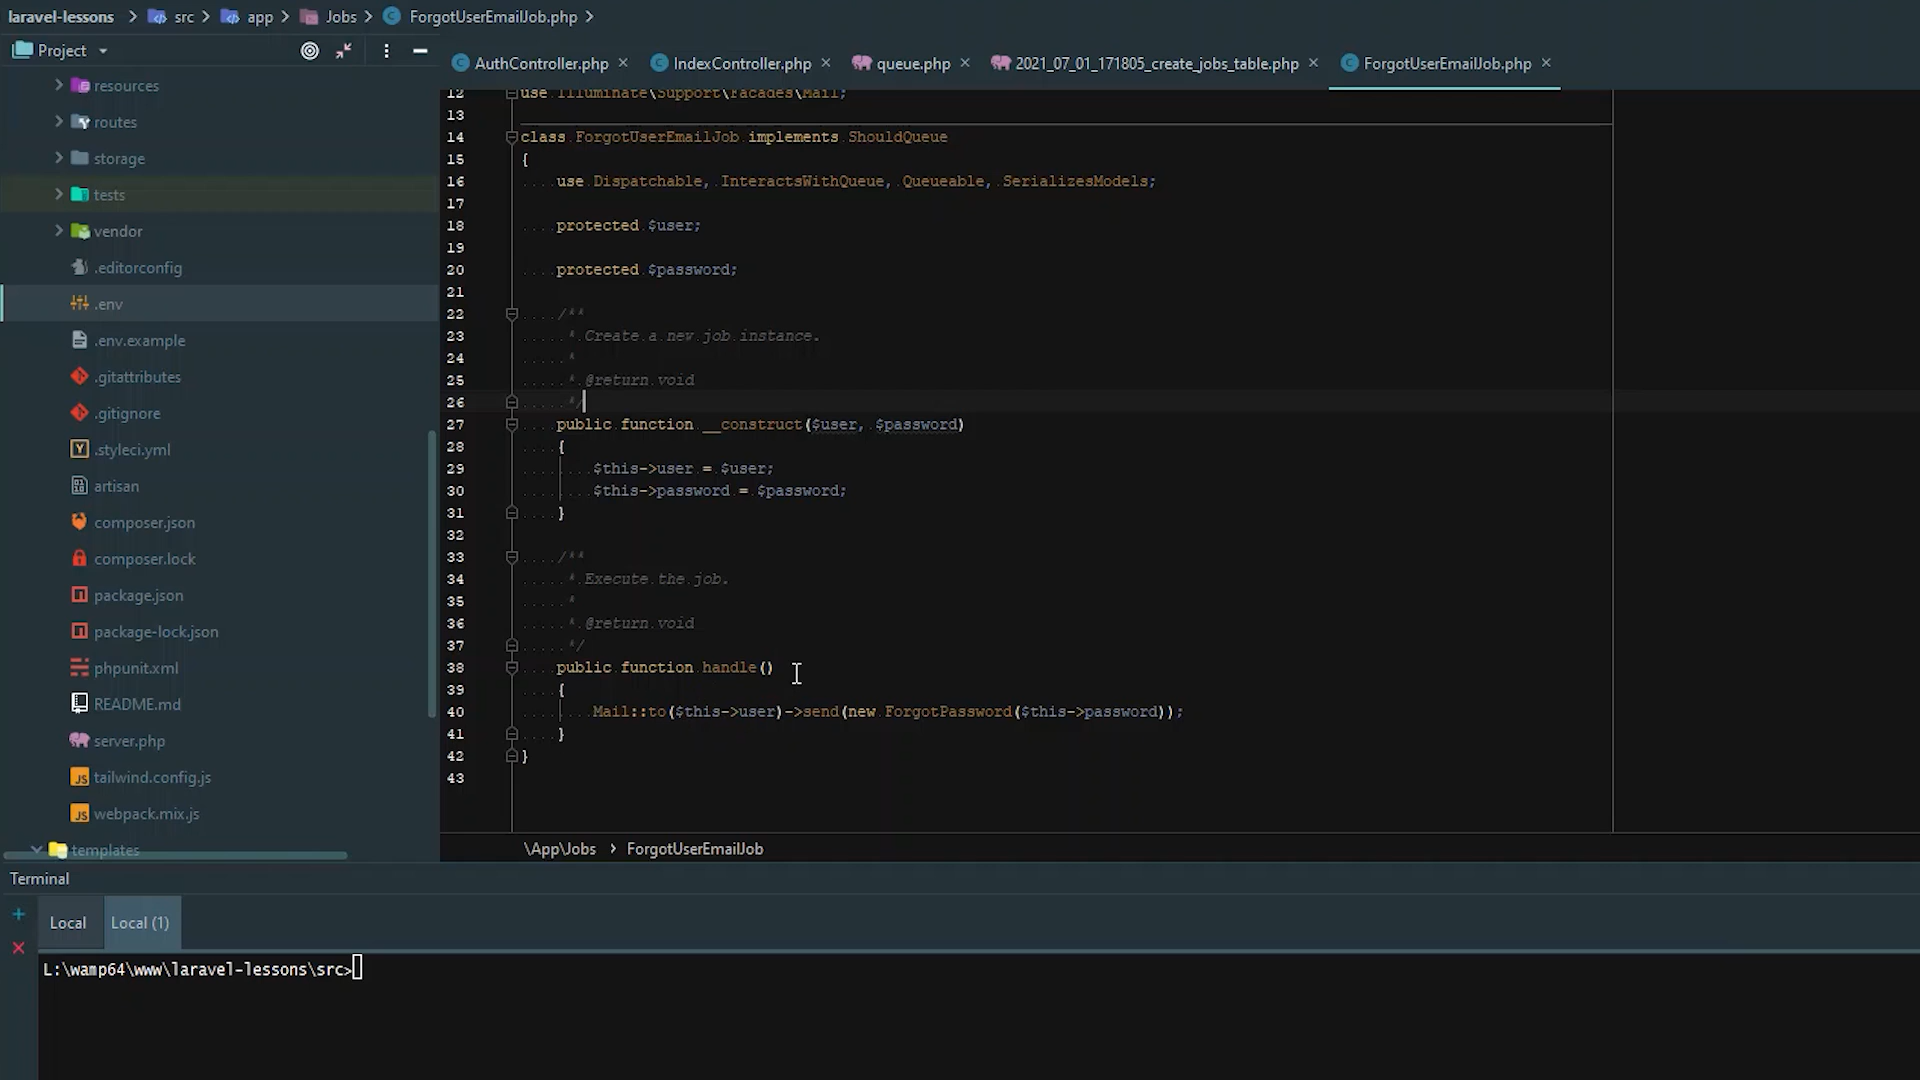 laravel-lessons > src > app > Jobs > ForgotUserEmailJob.php >
Project
AuthController.php
IndexController.php
queue.php
2021_07_01_171805_create_jobs_table.php
ForgotUserEmailJob.php
resources
routes
storage
tests
vendor
.editorconfig
.env
.env.example
.gitattributes
.gitignore
.styleci.yml
artisan
composer.json
composer.lock
package.json
package-lock.json
phpunit.xml
README.md
server.php
tailwind.config.js
webpack.mix.js
templates
12 use Illuminate\Support\Facades\Mail;
13
14 class ForgotUserEmailJob implements ShouldQueue
15 {
16 use Dispatchable, InteractsWithQueue, Queueable, SerializesModels;
17
18 protected $user;
19
20 protected $password;
21
22 /**
23 * Create a new job instance.
24 *
25 * @return void
26 */
27 public function __construct($user, $password)
28 {
29 $this->user = $user;
30 $this->password = $password;
31 }
32
33 /**
34 * Execute the job.
35 *
36 * @return void
37 */
38 public function handle()
39 {
40 Mail::to($this->user)->send(new ForgotPassword($this->password));
41 }
42 }
43
\App\Jobs > ForgotUserEmailJob
Terminal
Local
Local (1)
L:\wamp64\www\laravel-lessons\src>